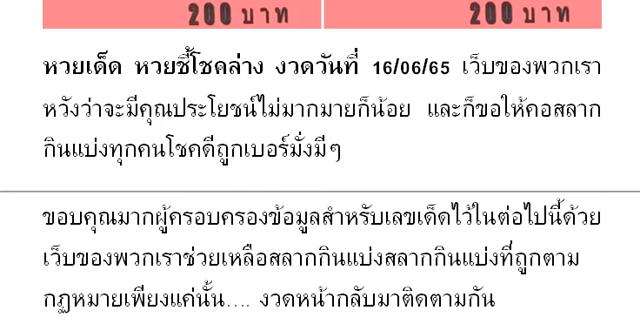 200 บาท 200 บาท
หวยเด็ด หวยชี้โชคล่าง งวดวันที่ 16/06/65 เว็บของพวกเรา
หวังว่าจะมีคุณประโยชน์ไม่มากมายก็น้อย และก็ขอให้คอสลาก
กินแบ่งทุกคนโชคดีถูกเบอร์มั่งมีๆ
ขอบคุณมากผู้ครอบครองข้อมูลสำหรับเลขเด็ดไว้ในต่อไปนี้ด้วย
เว็บของพวกเราช่วยเหลือสลากกินแบ่งสลากกินแบ่งที่ถูกตาม
กฏหมายเพียงแค่นั้น.... งวดหน้ากลับมาติดตามกัน